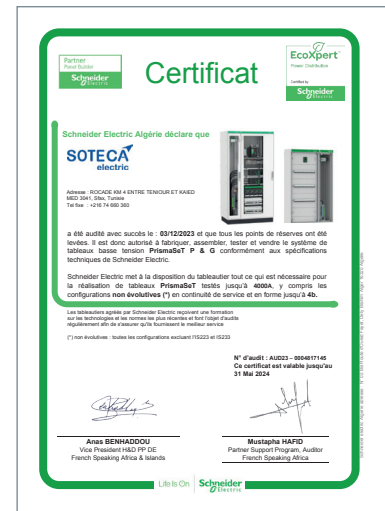 Partner
Panel Builder
Schneider
Electric
Certificat
EcoXpert™
Power Distribution
Certified by
Schneider
Electric
Schneider Electric Algérie déclare que
SOTECA
electric
Adresse : ROCADE KM 4 ENTRE TENIOUR ET KAIED
MED 3041, Sfax, Tunisie
Tel fixe : +216 74 660 360
a été audité avec succès le : 03/12/2023 et que tous les points de réserves ont été
levées. Il est donc autorisé à fabriquer, assembler, tester et vendre le système de
tableaux basse tension PrismaSeT P & G conformément aux spécifications
techniques de Schneider Electric.
Schneider Electric met à la disposition du tableautier tout ce qui est nécessaire pour
la réalisation de tableaux PrismaSeT testés jusqu'à 4000A, y compris les
configurations non évolutives (*) en continuité de service et en forme jusqu'à 4b.
Les tableautiers agréés par Schneider Electric reçoivent une formation
sur les technologies et les normes les plus récentes et font l'objet d'audits
régulièrement afin de s'assurer qu'ils fournissent le meilleur service
(*) non évolutives : toutes les configurations excluant l'IS223 et IS233
N° d'audit : AUD23 – 0004817145
Ce certificat est valable jusqu'au
31 Mai 2024
Anas BENHADDOU
Vice President H&D PP DE
French Speaking Africa & Islands
Mustapha HAFID
Partner Support Program, Auditor
French Speaking Africa
Life Is On
Schneider
Electric